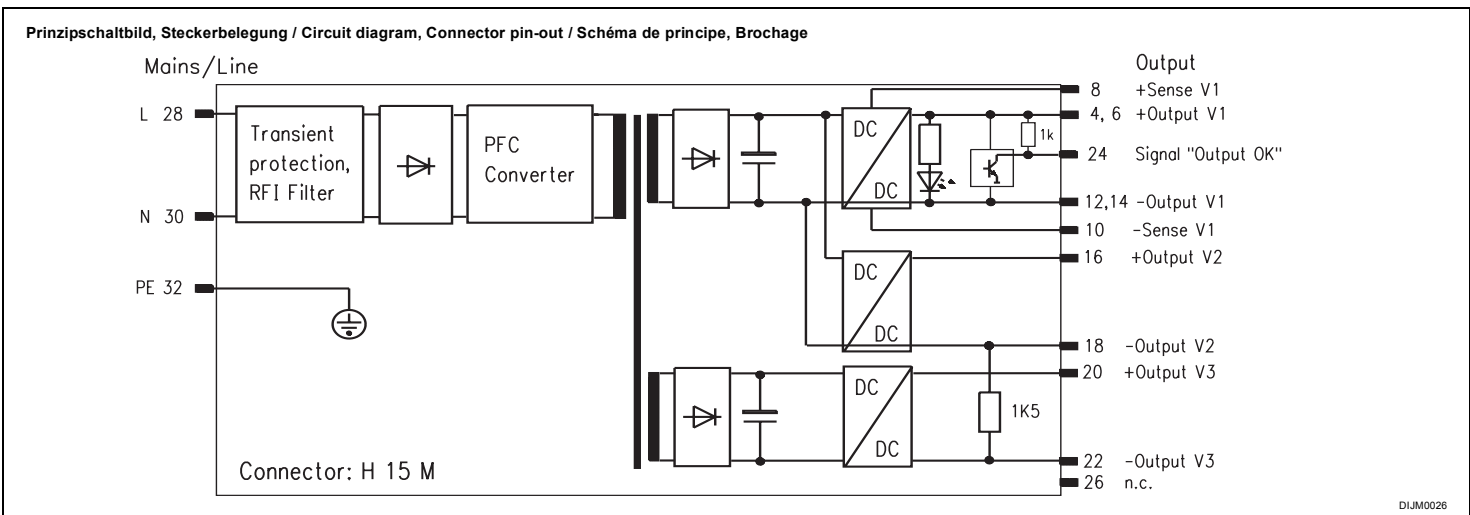 Prinzipschaltbild, Steckerbelegung / Circuit diagram, Connector pin-out / Schéma de principe, Brochage
Mains/Line
Output
8 +Sense V1
L 28
4, 6 +Output V1
Transient
protection,
RFI Filter
PFC
Converter
DC
DC
1k
24 Signal "Output OK"
N 30
12,14 -Output V1
10 -Sense V1
16 +Output V2
DC
DC
PE 32
18 -Output V2
20 +Output V3
DC
DC
1K5
22 -Output V3
26 n.c.
Connector: H 15 M
DIJM0026